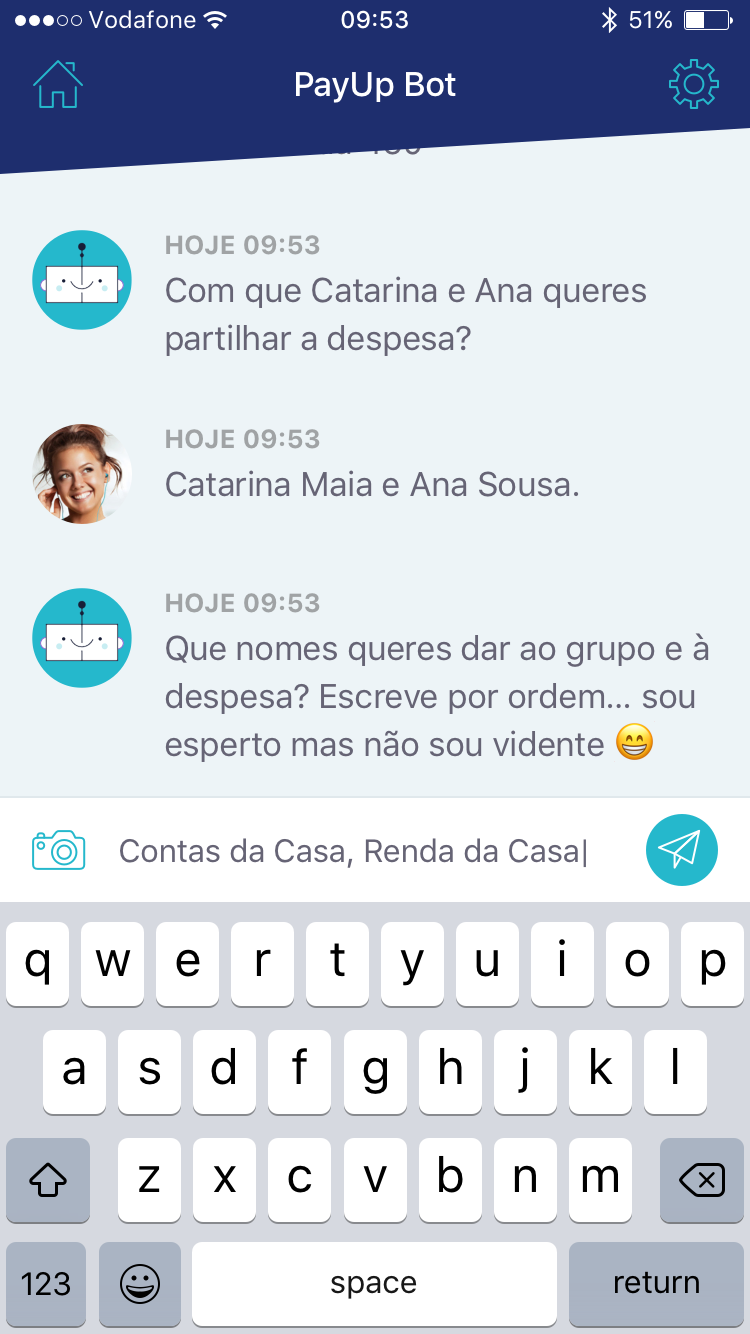 Vodafone 09:53 51%
PayUp Bot
HOJE 09:53
Com que Catarina e Ana queres
partilhar a despesa?
HOJE 09:53
Catarina Maia e Ana Sousa.
HOJE 09:53
Que nomes queres dar ao grupo e à
despesa? Escreve por ordem... sou
esperto mas não sou vidente 😁
Contas da Casa, Renda da Casa
q w e r t y u i o p
a s d f g h j k l
z x c v b n m
123 space return